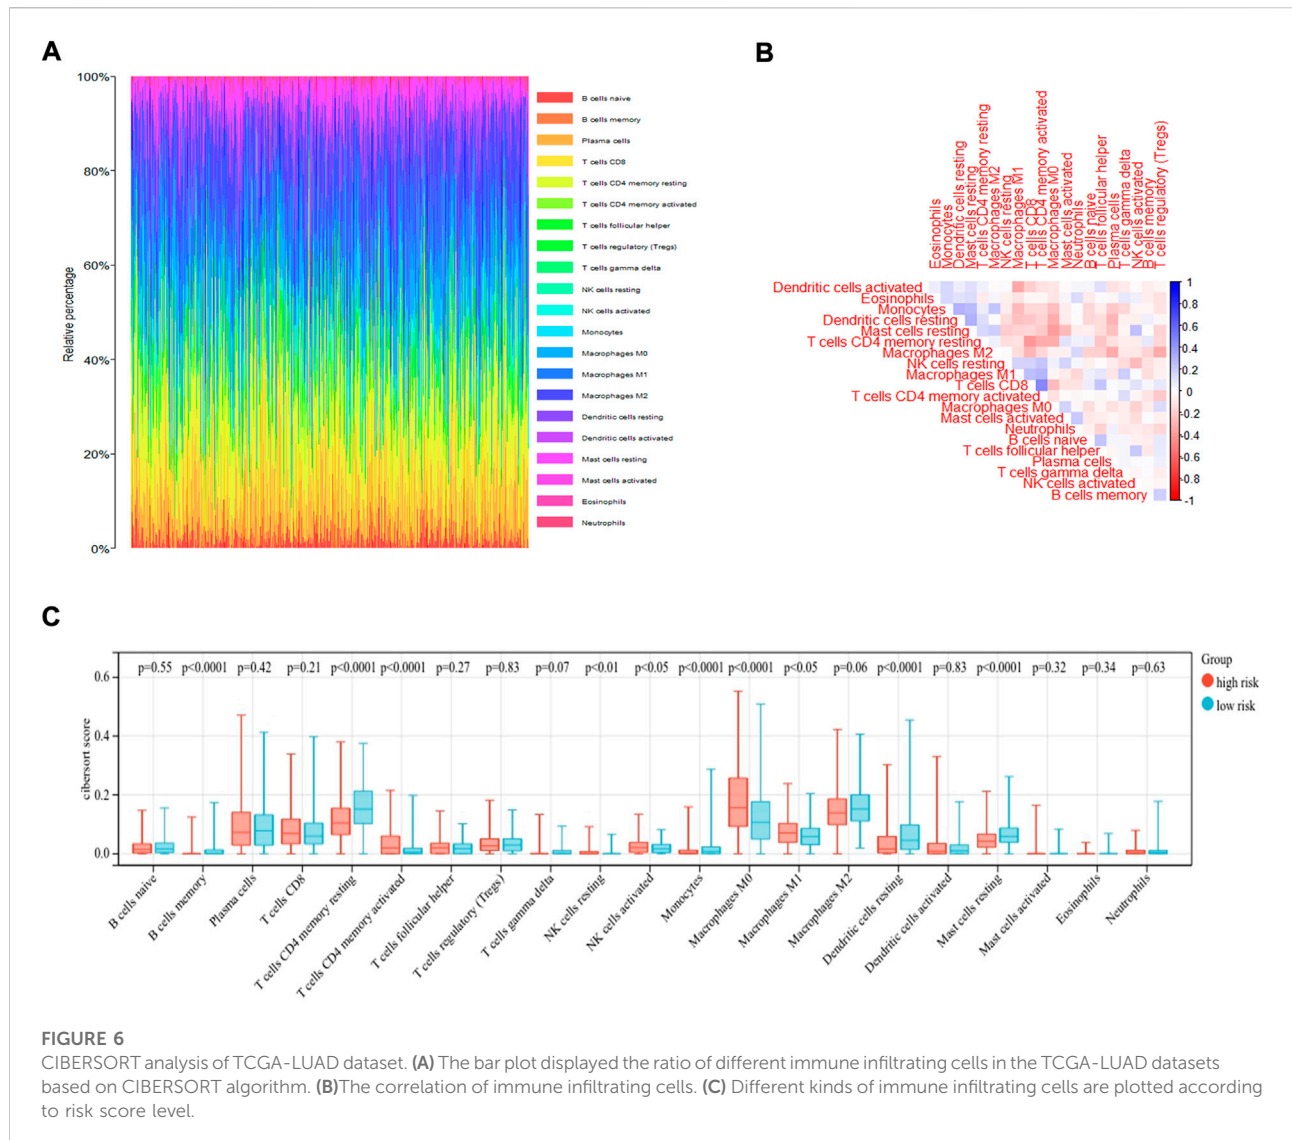 A
100%
80%
60%
40%
20%
0%
Relative percentage
B cells naive
B cells memory
Plasma cells
T cells CD8
T cells CD4 memory resting
T cells CD4 memory activated
T cells follicular helper
T cells regulatory (Tregs)
T cells gamma delta
NK cells resting
NK cells activated
Monocytes
Macrophages M0
Macrophages M1
Macrophages M2
Dendritic cells resting
Dendritic cells activated
Mast cells resting
Mast cells activated
Eosinophils
Neutrophils
B
Eosinophils
Monocytes
Dendritic cells resting
Mast cells resting
T cells CD4 memory resting
Macrophages M2
NK cells resting
Macrophages M1
T cells CD8
T cells CD4 memory activated
Macrophages M0
Mast cells activated
Neutrophils
B cells naive
T cells follicular helper
Plasma cells
T cells gamma delta
NK cells activated
B cells memory
T cells regulatory (Tregs)
Dendritic cells activated
Eosinophils
Monocytes
Dendritic cells resting
Mast cells resting
T cells CD4 memory resting
Macrophages M2
NK cells resting
Macrophages M1
T cells CD8
T cells CD4 memory activated
Macrophages M0
Mast cells activated
Neutrophils
B cells naive
T cells follicular helper
Plasma cells
T cells gamma delta
NK cells activated
B cells memory
1
0.8
0.6
0.4
0.2
0
-0.2
-0.4
-0.6
-0.8
-1
C
p=0.55 p<0.0001 p=0.42 p=0.21 p<0.0001 p<0.0001 p=0.27 p=0.83 p=0.07 p<0.01 p<0.05 p<0.0001 p<0.0001 p<0.05 p=0.06 p<0.0001 p=0.83 p<0.0001 p=0.32 p=0.34 p=0.63
Group
high risk
low risk
0.6
0.4
0.2
0.0
cibersort score
B cells naive
B cells memory
Plasma cells
T cells CD8
T cells CD4 memory resting
T cells CD4 memory activated
T cells follicular helper
T cells regulatory (Tregs)
T cells gamma delta
NK cells resting
NK cells activated
Monocytes
Macrophages M0
Macrophages M1
Macrophages M2
Dendritic cells resting
Dendritic cells activated
Mast cells resting
Mast cells activated
Eosinophils
Neutrophils
FIGURE 6
CIBERSORT analysis of TCGA-LUAD dataset. (A) The bar plot displayed the ratio of different immune infiltrating cells in the TCGA-LUAD datasets
based on CIBERSORT algorithm. (B)The correlation of immune infiltrating cells. (C) Different kinds of immune infiltrating cells are plotted according
to risk score level.